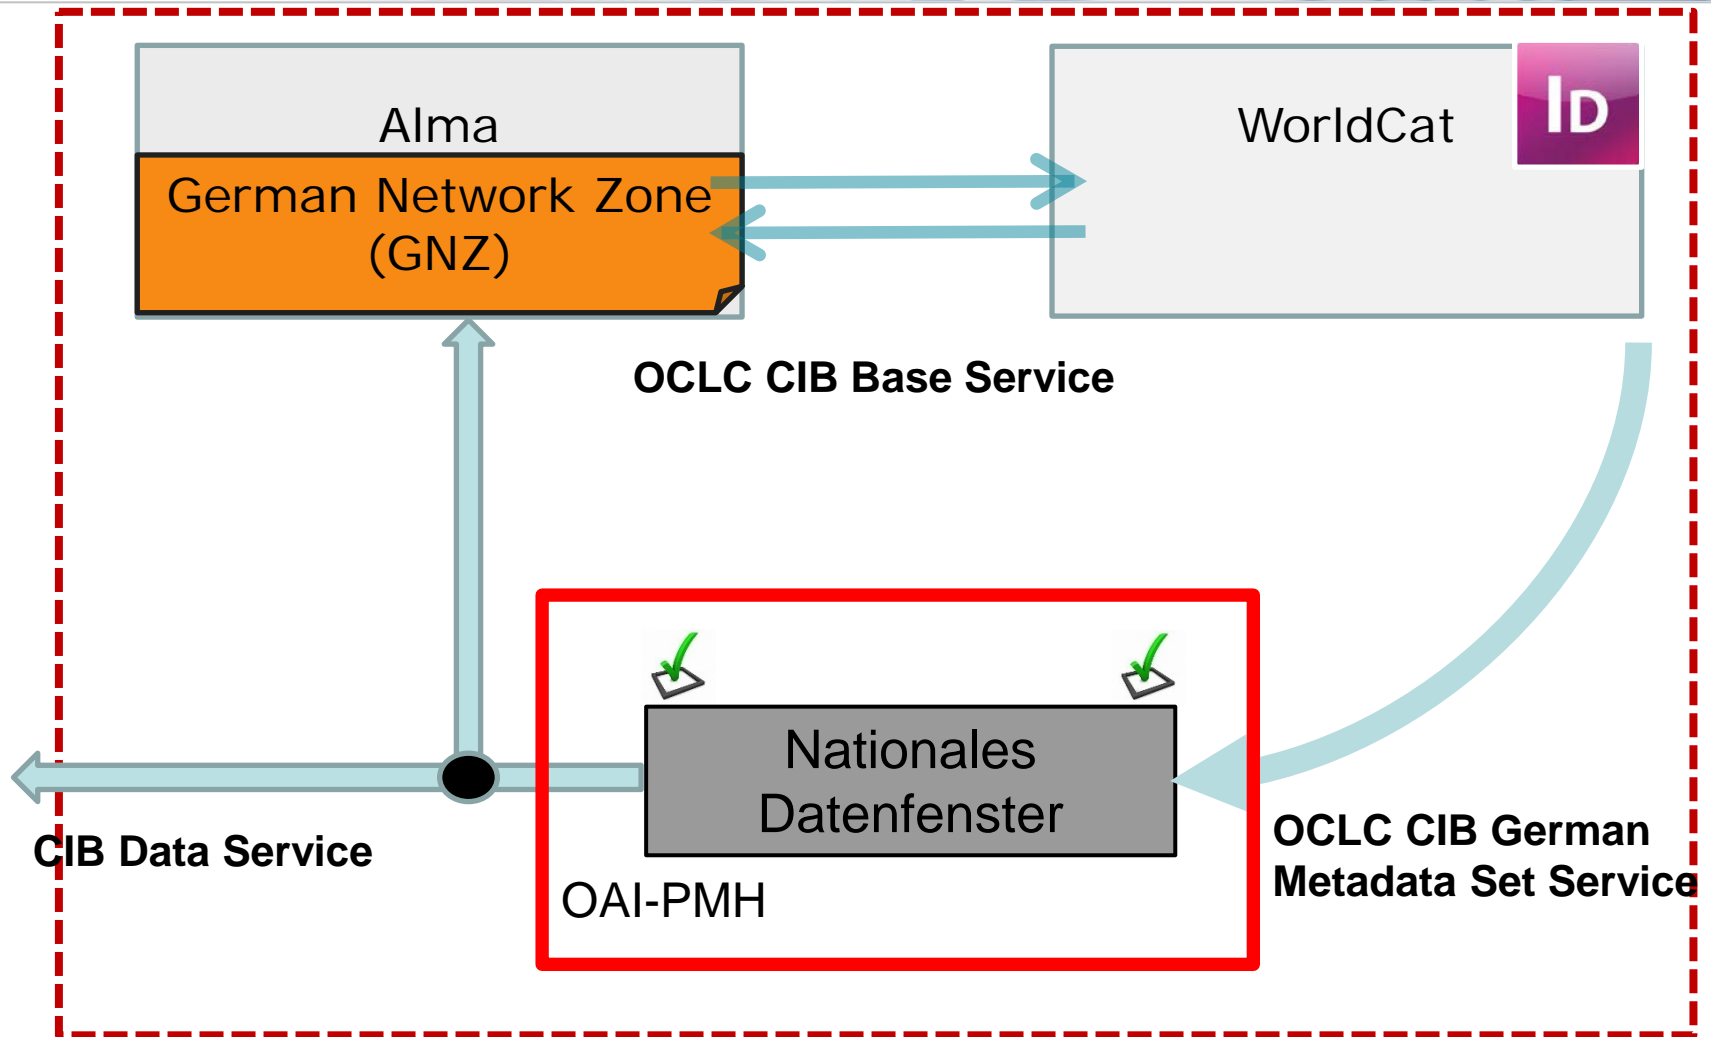 Alma
German Network Zone
(GNZ)
WorldCat
ID
OCLC CIB Base Service
Nationales
Datenfenster
OAI-PMH
CIB Data Service
OCLC CIB German
Metadata Set Service